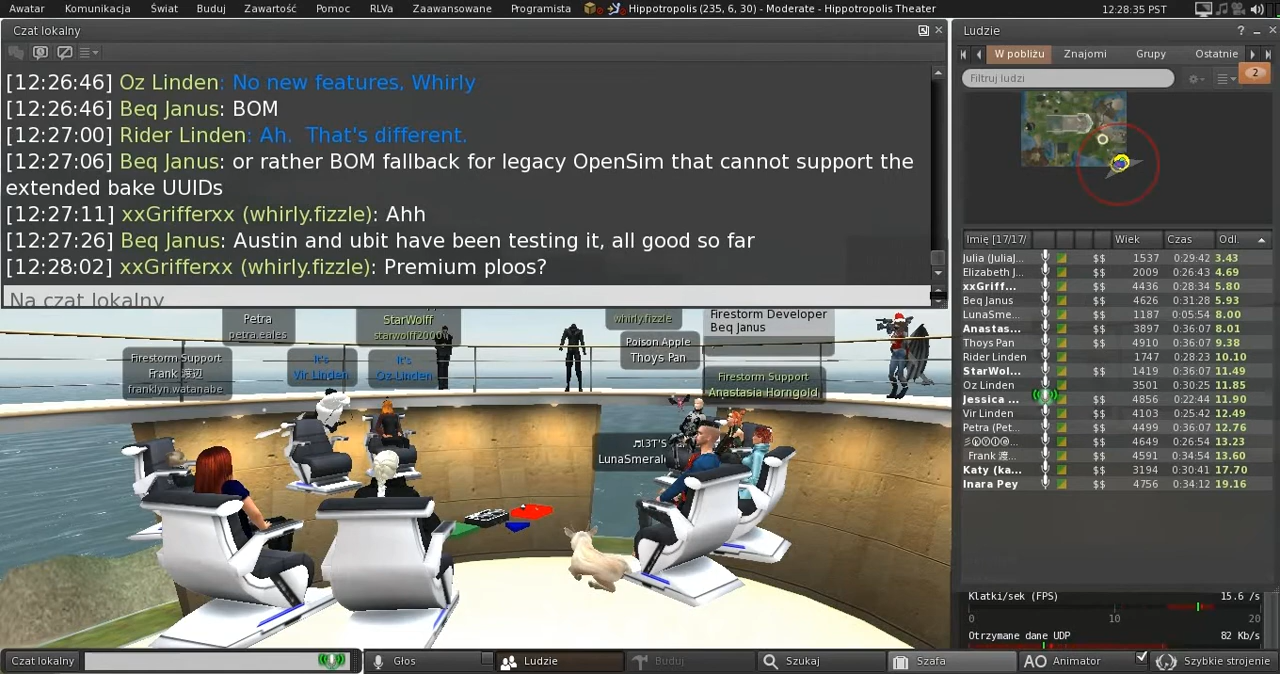 Awatar Komunikacja Świat Buduj Zawartość Pomoc RLVa Zaawansowane Programista Hippotropolis (235, 6, 30) - Moderate - Hippotropolis Theater 12:28:35 PST
Czat lokalny
[12:26:46] Oz Linden: No new features, Whirly
[12:26:46] Beq Janus: BOM
[12:27:00] Rider Linden: Ah. That's different.
[12:27:06] Beq Janus: or rather BOM fallback for legacy OpenSim that cannot support the
extended bake UUIDs
[12:27:11] xxGrifferxx (whirly.fizzle): Ahh
[12:27:26] Beq Janus: Austin and ubit have been testing it, all good so far
[12:28:02] xxGrifferxx (whirly.fizzle): Premium ploos?
Na czat lokalny
Petra
petra.eales
StarWolff
starwolff2000
whirly.fizzle
Firestorm Developer
Beq Janus
Firestorm Support
Frank 渡辺
franklyn.watanabe
It's
Vir Linden
It's
Oz Linden
Poison Apple
Thoys Pan
Firestorm Support
Anastasia Horngold
♬l3T'S
LunaSmeral
Ludzie
W pobliżu Znajomi Grupy Ostatnie
Filtruj ludzi
2
Imię [17/17/ Wiek Czas Odl.
Julia (JuliaJ... $$ 1537 0:29:42 3.43
Elizabeth J... 2009 0:26:43 4.69
xxGriff... $$ 4436 0:28:34 5.80
Beq Janus $$ 4626 0:31:28 5.93
LunaSme... $$ 1187 0:05:54 8.00
Anastas... $$ 3897 0:36:07 8.01
Thoys Pan $$ 4910 0:36:07 9.38
Rider Linden 1747 0:28:23 10.10
StarWol... $$ 1419 0:36:07 11.49
Oz Linden 3501 0:30:25 11.85
Jessica ... $$ 4856 0:22:44 11.90
Vir Linden 4103 0:25:42 12.49
Petra (Pet... $$ 4499 0:36:07 12.76
$$ 4649 0:26:54 13.23
Frank 渡... $$ 4591 0:34:54 13.60
Katy (ka... $$ 3194 0:30:41 17.70
Inara Pey $$ 4756 0:34:12 19.16
Klatki/sek (FPS) 15.6 /s
0 10 20
Otrzymane dane UDP 82 Kb/s
Czat lokalny Głos Ludzie Buduj Szukaj Szafa AO Animator Szybkie strojenie